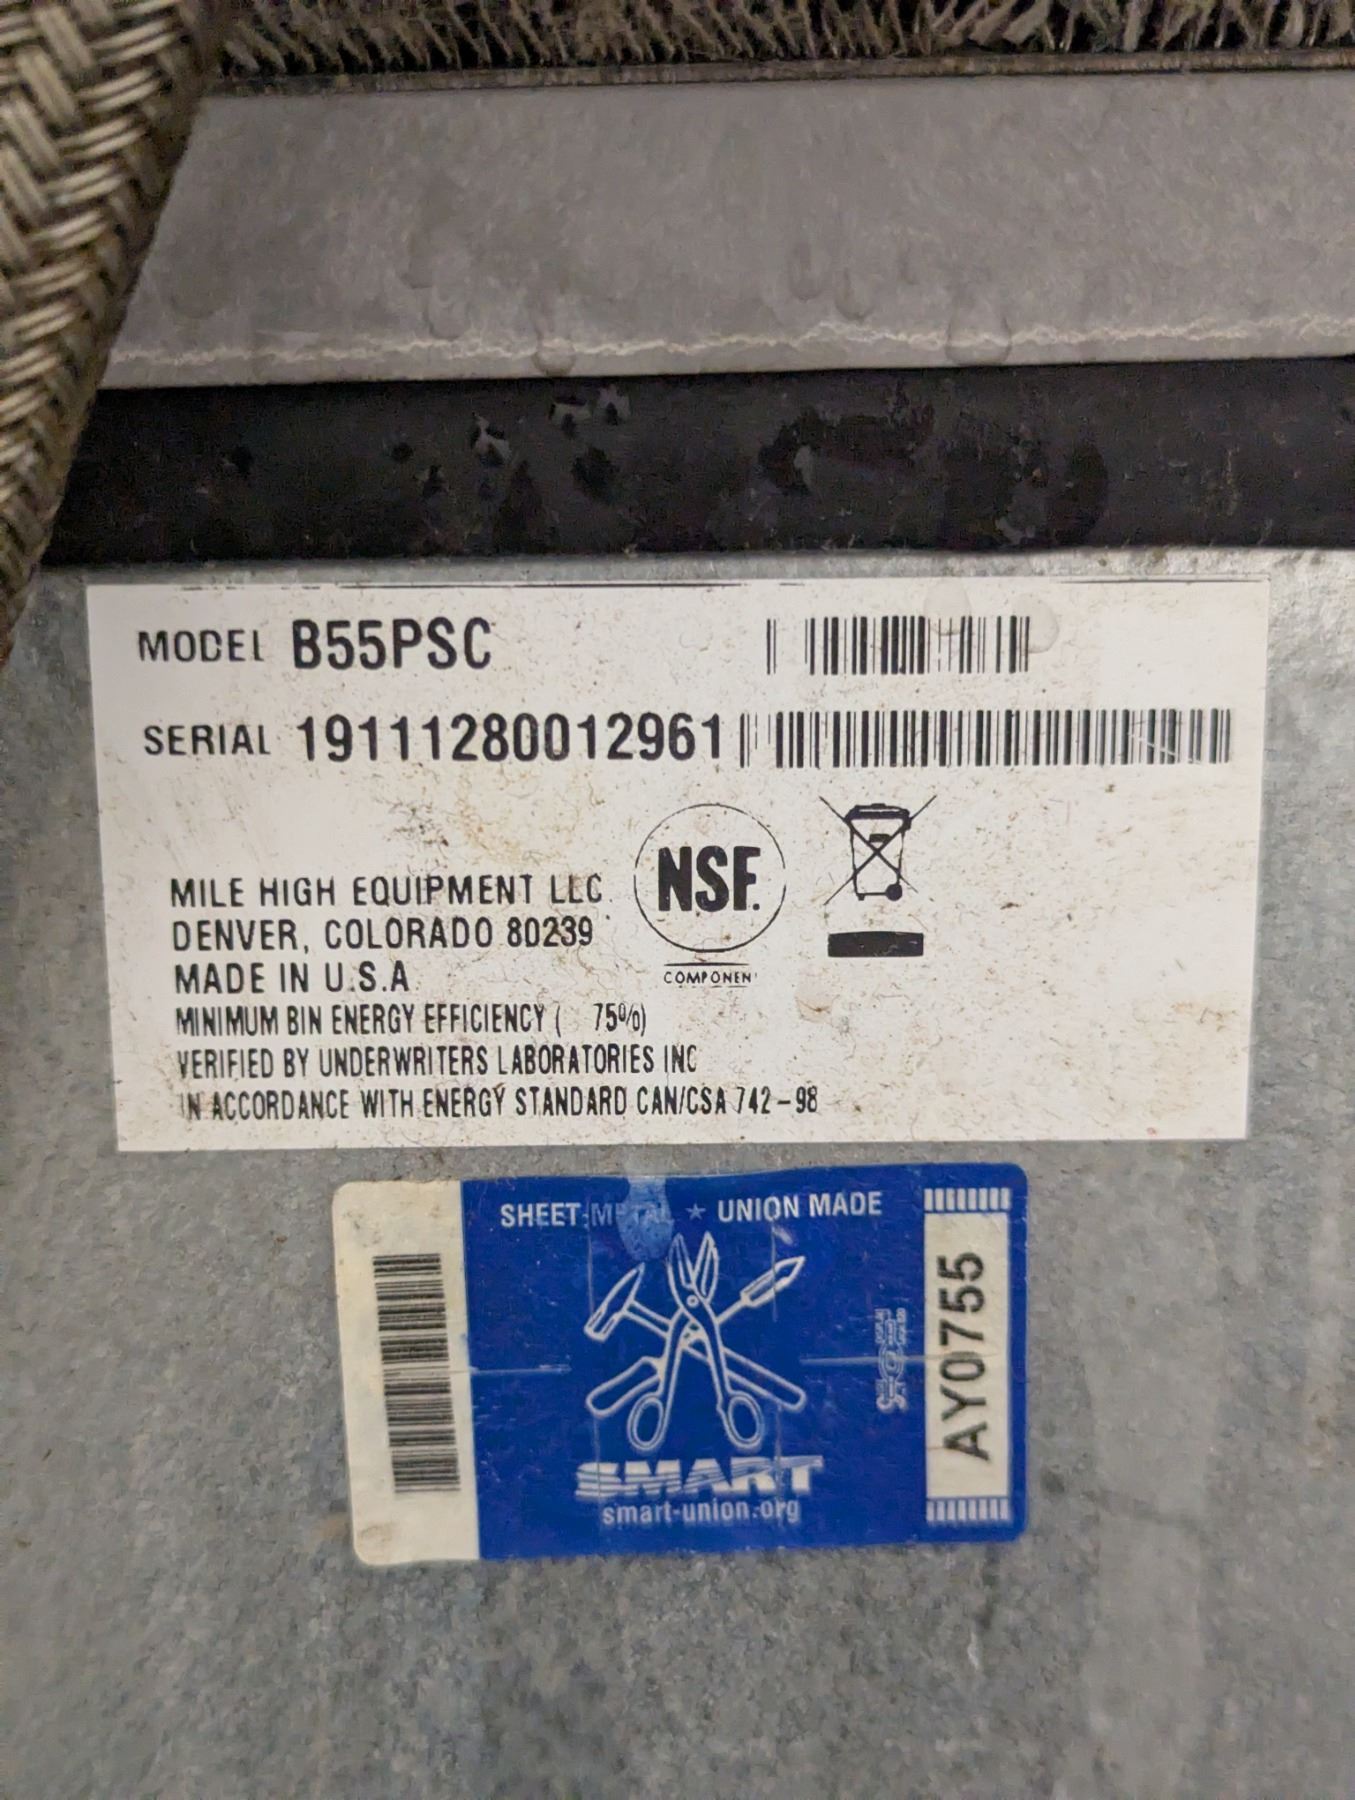 MODEL B55PSC
SERIAL 19111280012961
MILE HIGH EQUIPMENT LLC
DENVER, COLORADO 80239
MADE IN U.S.A
MINIMUM BIN ENERGY EFFICIENCY ( 75%)
VERIFIED BY UNDERWRITERS LABORATORIES INC
IN ACCORDANCE WITH ENERGY STANDARD CAN/CSA 742-98
NSF.
COMPONENT
SHEET METAL ★ UNION MADE
SMART
smart-union.org
AY0755